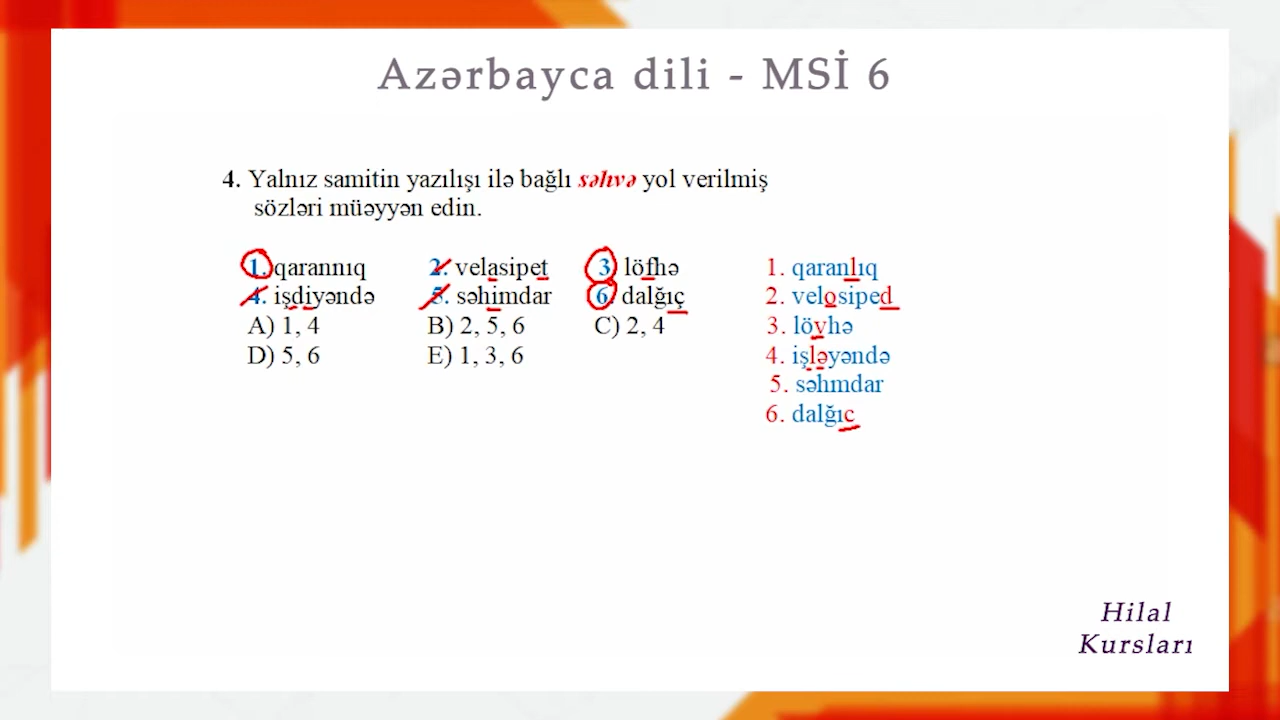 Azərbayca dili - MSİ 6
4. Yalnız samitin yazılışı ilə bağlı səhvə yol verilmiş
sözləri müəyyən edin.
1. qarannıq 2. velasipet 3. löfhə
4. işdiyəndə 5. səhimdar 6. dalğıç
A) 1, 4 B) 2, 5, 6 C) 2, 4
D) 5, 6 E) 1, 3, 6
1. qaranlıq
2. velosiped
3. lövhə
4. işləyəndə
5. səhmdar
6. dalğıc
Hilal
Kursları